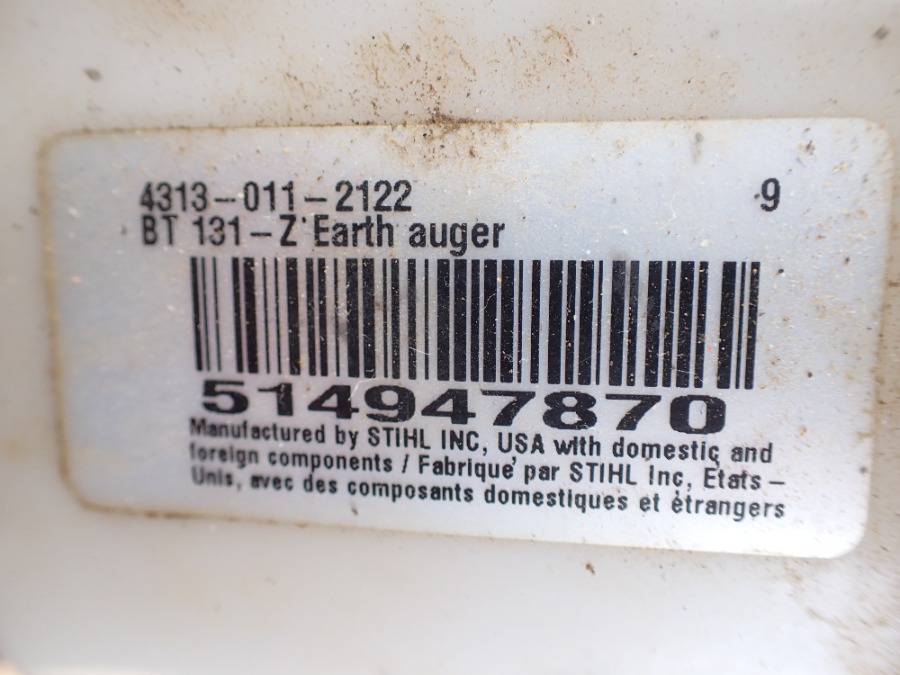 4313-011-2122 9
BT 131-Z Earth auger
514947870
Manufactured by STIHL INC, USA with domestic and
foreign components / Fabrique par STIHL Inc, Etats-
Unis, avec des composants domestiques et étrangers